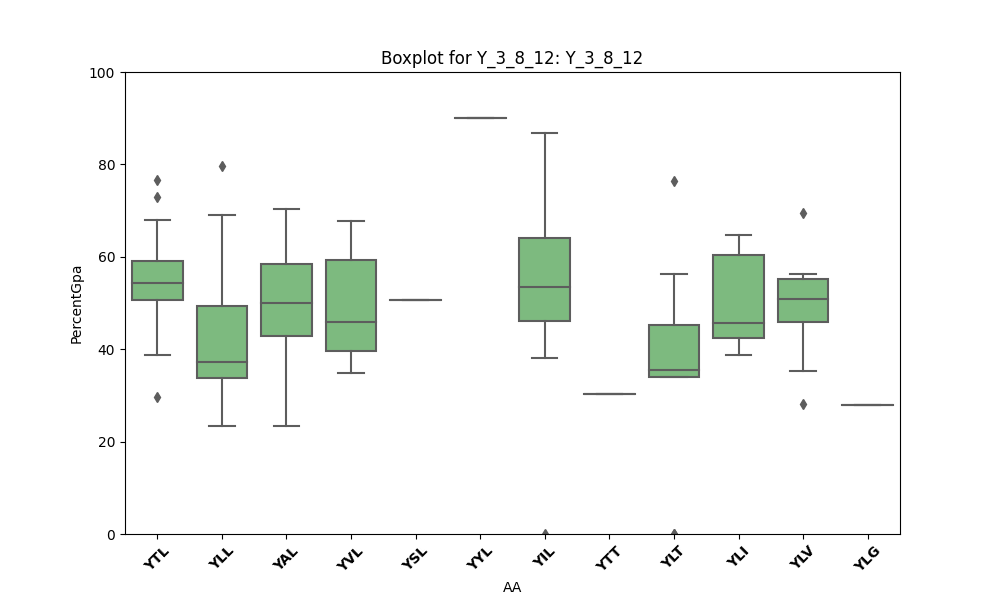 Boxplot for Y_3_8_12: Y_3_8_12
PercentGpa
100
80
60
40
20
0
YTL YLL YAL YVL YSL YYL YIL YTT YLT YLI YLV YLG
AA